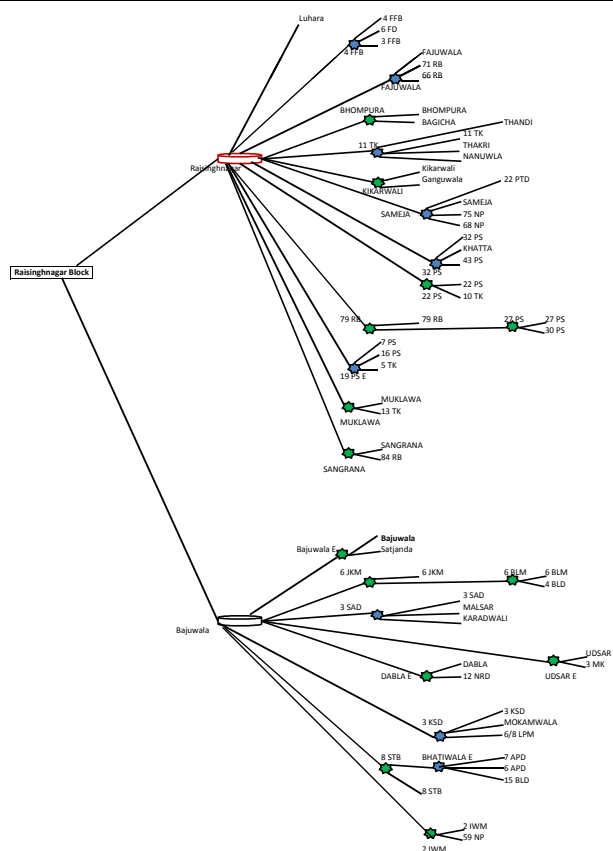 Luhara
4 FFB
6 FD
3 FFB
4 FFB
FAJUWALA
71 RB
66 RB
FAJUWALA
BHOMPURA
BHOMPURA
BAGICHA
THANDI
11 TK
11 TK
THAKRI
NANUWLA
Raisinghnagar
Kikarwali
Ganguwala
KIKARWALI
22 PTD
SAMEJA
SAMEJA
75 NP
68 NP
32 PS
KHATTA
43 PS
32 PS
Raisinghnagar Block
22 PS
22 PS
10 TK
79 RB
79 RB
27 PS
27 PS
30 PS
7 PS
16 PS
5 TK
19 PS E
MUKLAWA
13 TK
MUKLAWA
SANGRANA
84 RB
SANGRANA
Bajuwala
Bajuwala E
Satjanda
6 JKM
6 JKM
6 BLM
6 BLM
4 BLD
3 SAD
3 SAD
MALSAR
KARADWALI
Bajuwala
UDSAR
3 MK
UDSAR E
DABLA
DABLA E
12 NRD
3 KSD
3 KSD
MOKAMWALA
6/8 LPM
8 STB
BHATIWALA E
7 APD
6 APD
15 BLD
8 STB
2 IWM
59 NP
2 IWM